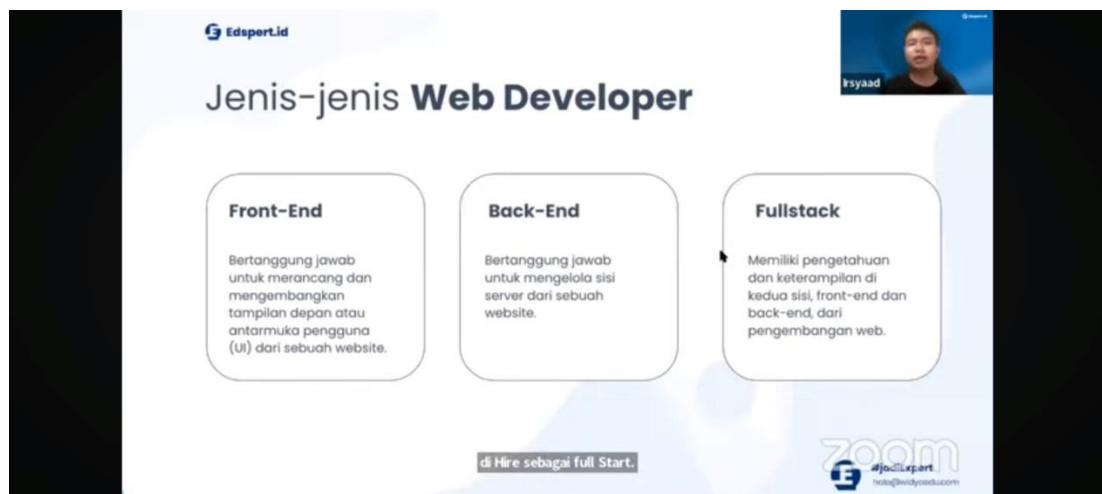 Edspert.id
Irsyaad
Jenis-jenis Web Developer
Front-End
Bertanggung jawab
untuk merancang dan
mengembangkan
tampilan depan atau
antarmuka pengguna
(UI) dari sebuah website.
Back-End
Bertanggung jawab
untuk mengelola sisi
server dari sebuah
website.
Fullstack
Memiliki pengetahuan
dan keterampilan di
kedua sisi, front-end dan
back-end, dari
pengembangan web.
di Hire sebagai full Start.
zoom
#jadiExpert